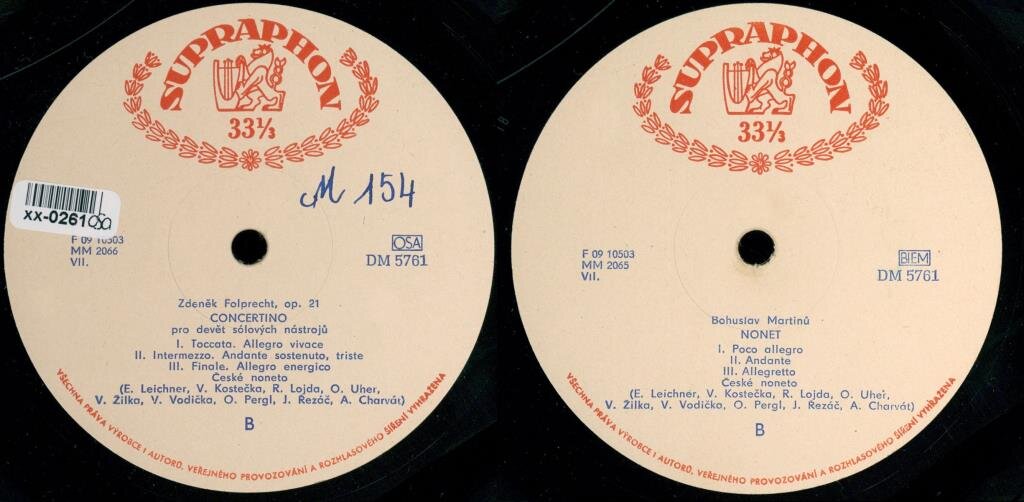 SUPRAPHON
33⅓
M 154
xx-0261
F 09 10503
MM 2066
VII.
OSA
DM 5761
Zdeněk Folprecht, op. 21
CONCERTINO
pro devět sólových nástrojů
I. Toccata. Allegro vivace
II. Intermezzo. Andante sostenuto, triste
III. Finale. Allegro energico
České noneto
(E. Leichner, V. Kostečka, R. Lojda, O. Uher,
V. Žilka, V. Vodička, O. Pergl, J. Řezáč, A. Charvát)
B
VŠECHNA PRÁVA VÝROBCE I AUTORŮ, VEŘEJNÉHO PROVOZOVÁNÍ A ROZHLASOVÉHO ŠÍŘENÍ VYHRAŽENA
SUPRAPHON
33⅓
F 09 10503
MM 2065
VII.
BIEM
DM 5761
Bohuslav Martinů
NONET
I. Poco allegro
II. Andante
III. Allegretto
České noneto
(E. Leichner, V. Kostečka, R. Lojda, O. Uher,
V. Žilka, V. Vodička, O. Pergl, J. Řezáč, A. Charvát)
B
VŠECHNA PRÁVA VÝROBCE I AUTORŮ, VEŘEJNÉHO PROVOZOVÁNÍ A ROZHLASOVÉHO ŠÍŘENÍ VYHRAŽENA